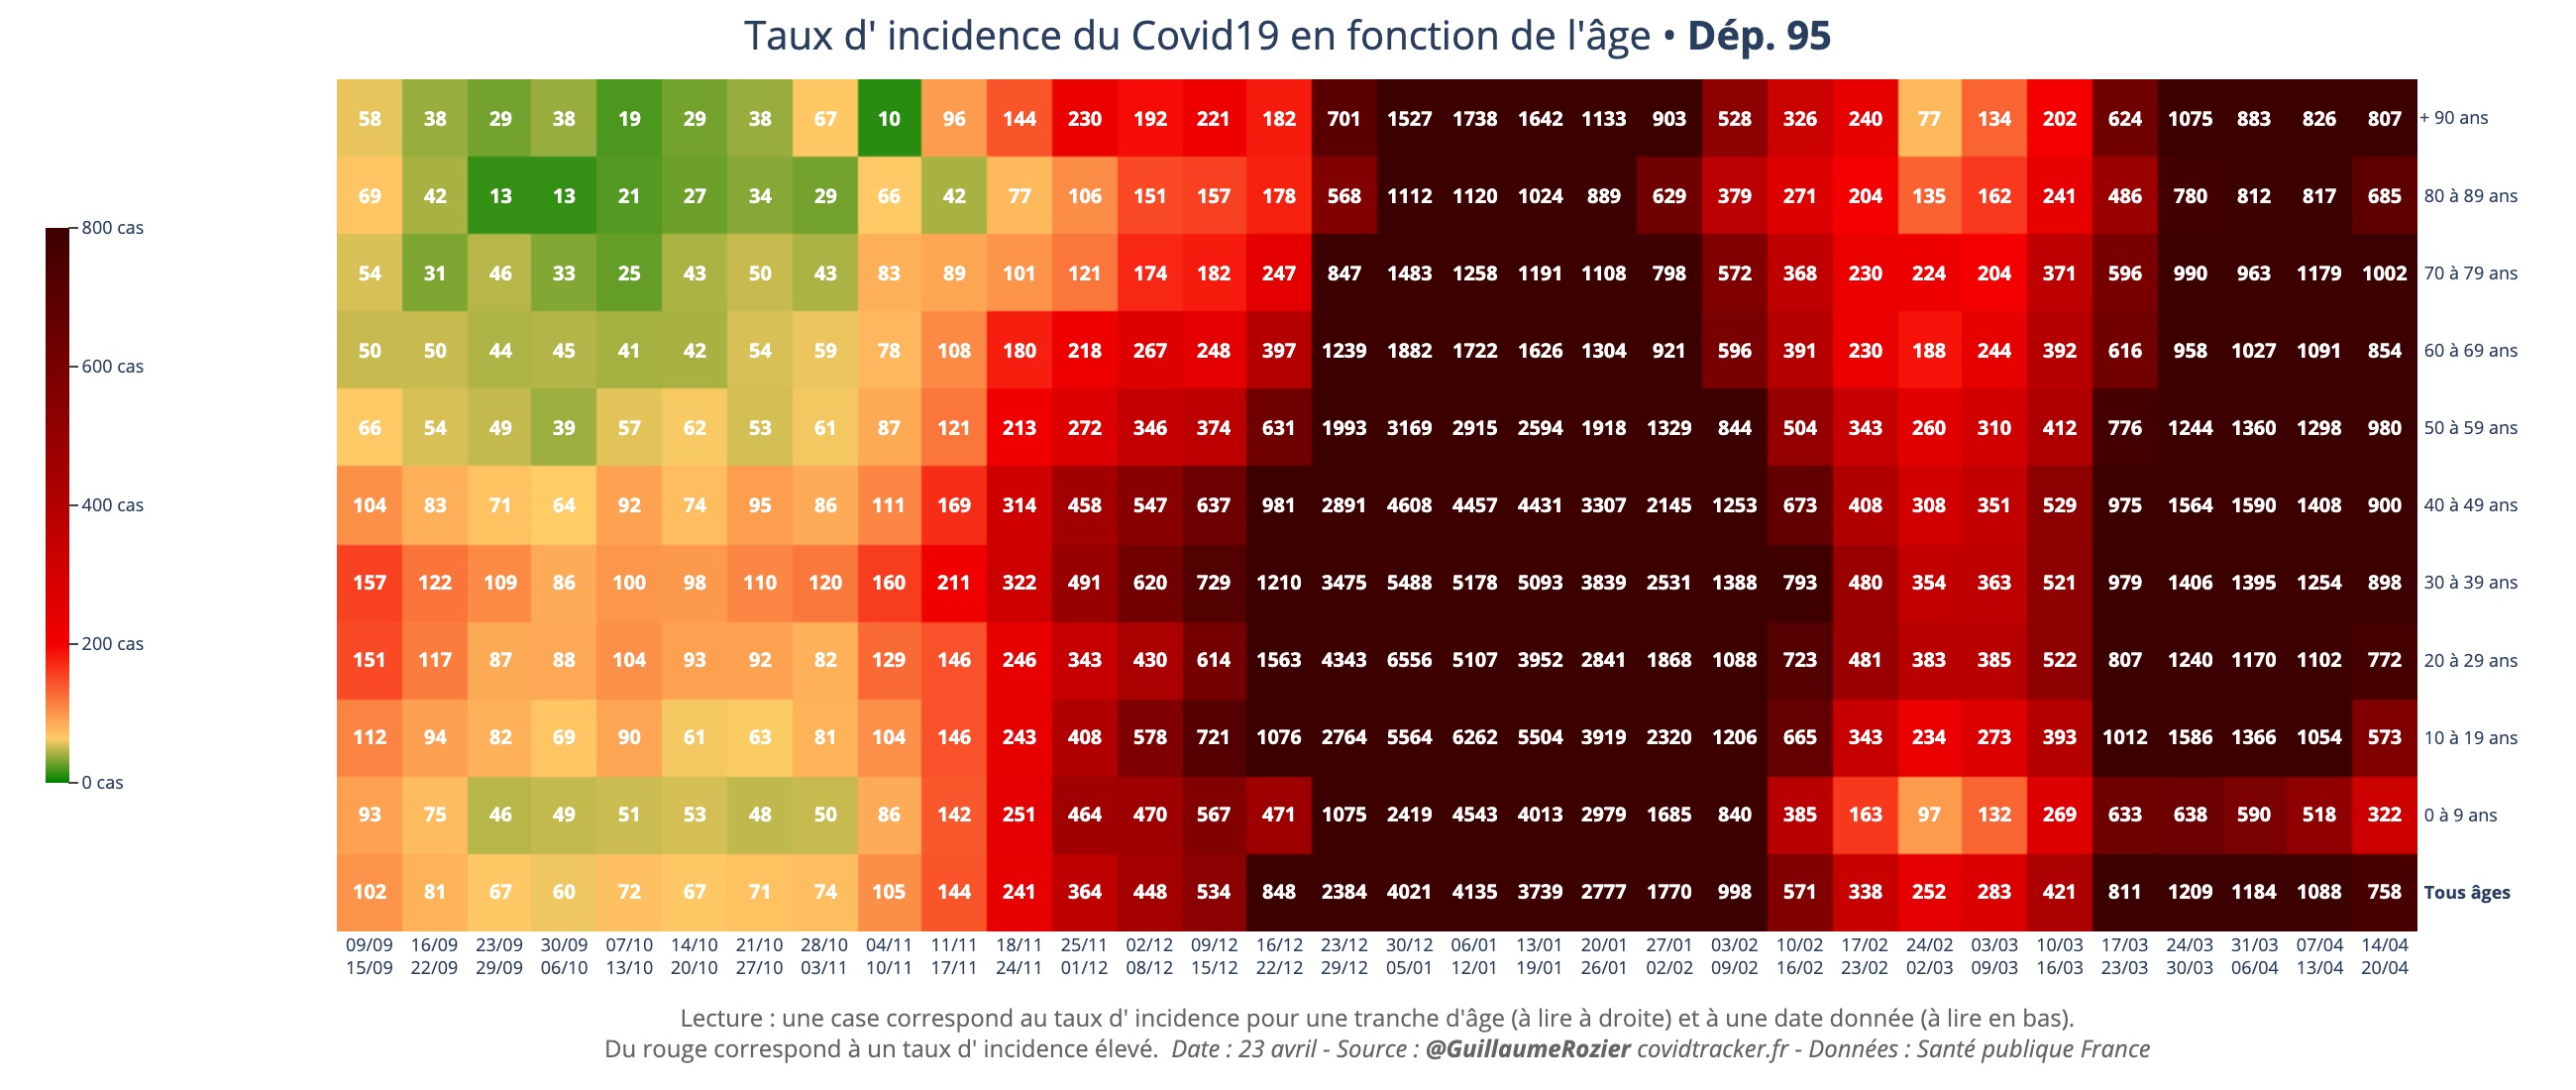 Taux d' incidence du Covid19 en fonction de l'âge • Dép. 95
58 38 29 38 19 29 38 67 10 96 144 230 192 221 182 701 1527 1738 1642 1133 903 528 326 240 77 134 202 624 1075 883 826 807 + 90 ans
69 42 13 13 21 27 34 29 66 42 77 106 151 157 178 568 1112 1120 1024 889 629 379 271 204 135 162 241 486 780 812 817 685 80 à 89 ans
800 cas
54 31 46 33 25 43 50 43 83 89 101 121 174 182 247 847 1483 1258 1191 1108 798 572 368 230 224 204 371 596 990 963 1179 1002 70 à 79 ans
50 50 44 45 41 42 54 59 78 108 180 218 267 248 397 1239 1882 1722 1626 1304 921 596 391 230 188 244 392 616 958 1027 1091 854 60 à 69 ans
600 cas
66 54 49 39 57 62 53 61 87 121 213 272 346 374 631 1993 3169 2915 2594 1918 1329 844 504 343 260 310 412 776 1244 1360 1298 980 50 à 59 ans
400 cas
104 83 71 64 92 74 95 86 111 169 314 458 547 637 981 2891 4608 4457 4431 3307 2145 1253 673 408 308 351 529 975 1564 1590 1408 900 40 à 49 ans
157 122 109 86 100 98 110 120 160 211 322 491 620 729 1210 3475 5488 5178 5093 3839 2531 1388 793 480 354 363 521 979 1406 1395 1254 898 30 à 39 ans
200 cas
151 117 87 88 104 93 92 82 129 146 246 343 430 614 1563 4343 6556 5107 3952 2841 1868 1088 723 481 383 385 522 807 1240 1170 1102 772 20 à 29 ans
112 94 82 69 90 61 63 81 104 146 243 408 578 721 1076 2764 5564 6262 5504 3919 2320 1206 665 343 234 273 393 1012 1586 1366 1054 573 10 à 19 ans
0 cas
93 75 46 49 51 53 48 50 86 142 251 464 470 567 471 1075 2419 4543 4013 2979 1685 840 385 163 97 132 269 633 638 590 518 322 0 à 9 ans
102 81 67 60 72 67 71 74 105 144 241 364 448 534 848 2384 4021 4135 3739 2777 1770 998 571 338 252 283 421 811 1209 1184 1088 758 Tous âges
09/09 16/09 23/09 30/09 07/10 14/10 21/10 28/10 04/11 11/11 18/11 25/11 02/12 09/12 16/12 23/12 30/12 06/01 13/01 20/01 27/01 03/02 10/02 17/02 24/02 03/03 10/03 17/03 24/03 31/03 07/04 14/04
15/09 22/09 29/09 06/10 13/10 20/10 27/10 03/11 10/11 17/11 24/11 01/12 08/12 15/12 22/12 29/12 05/01 12/01 19/01 26/01 02/02 09/02 16/02 23/02 02/03 09/03 16/03 23/03 30/03 06/04 13/04 20/04
Lecture : une case correspond au taux d' incidence pour une tranche d'âge (à lire à droite) et à une date donnée (à lire en bas).
Du rouge correspond à un taux d' incidence élevé. Date : 23 avril - Source : @GuillaumeRozier covidtracker.fr - Données : Santé publique France